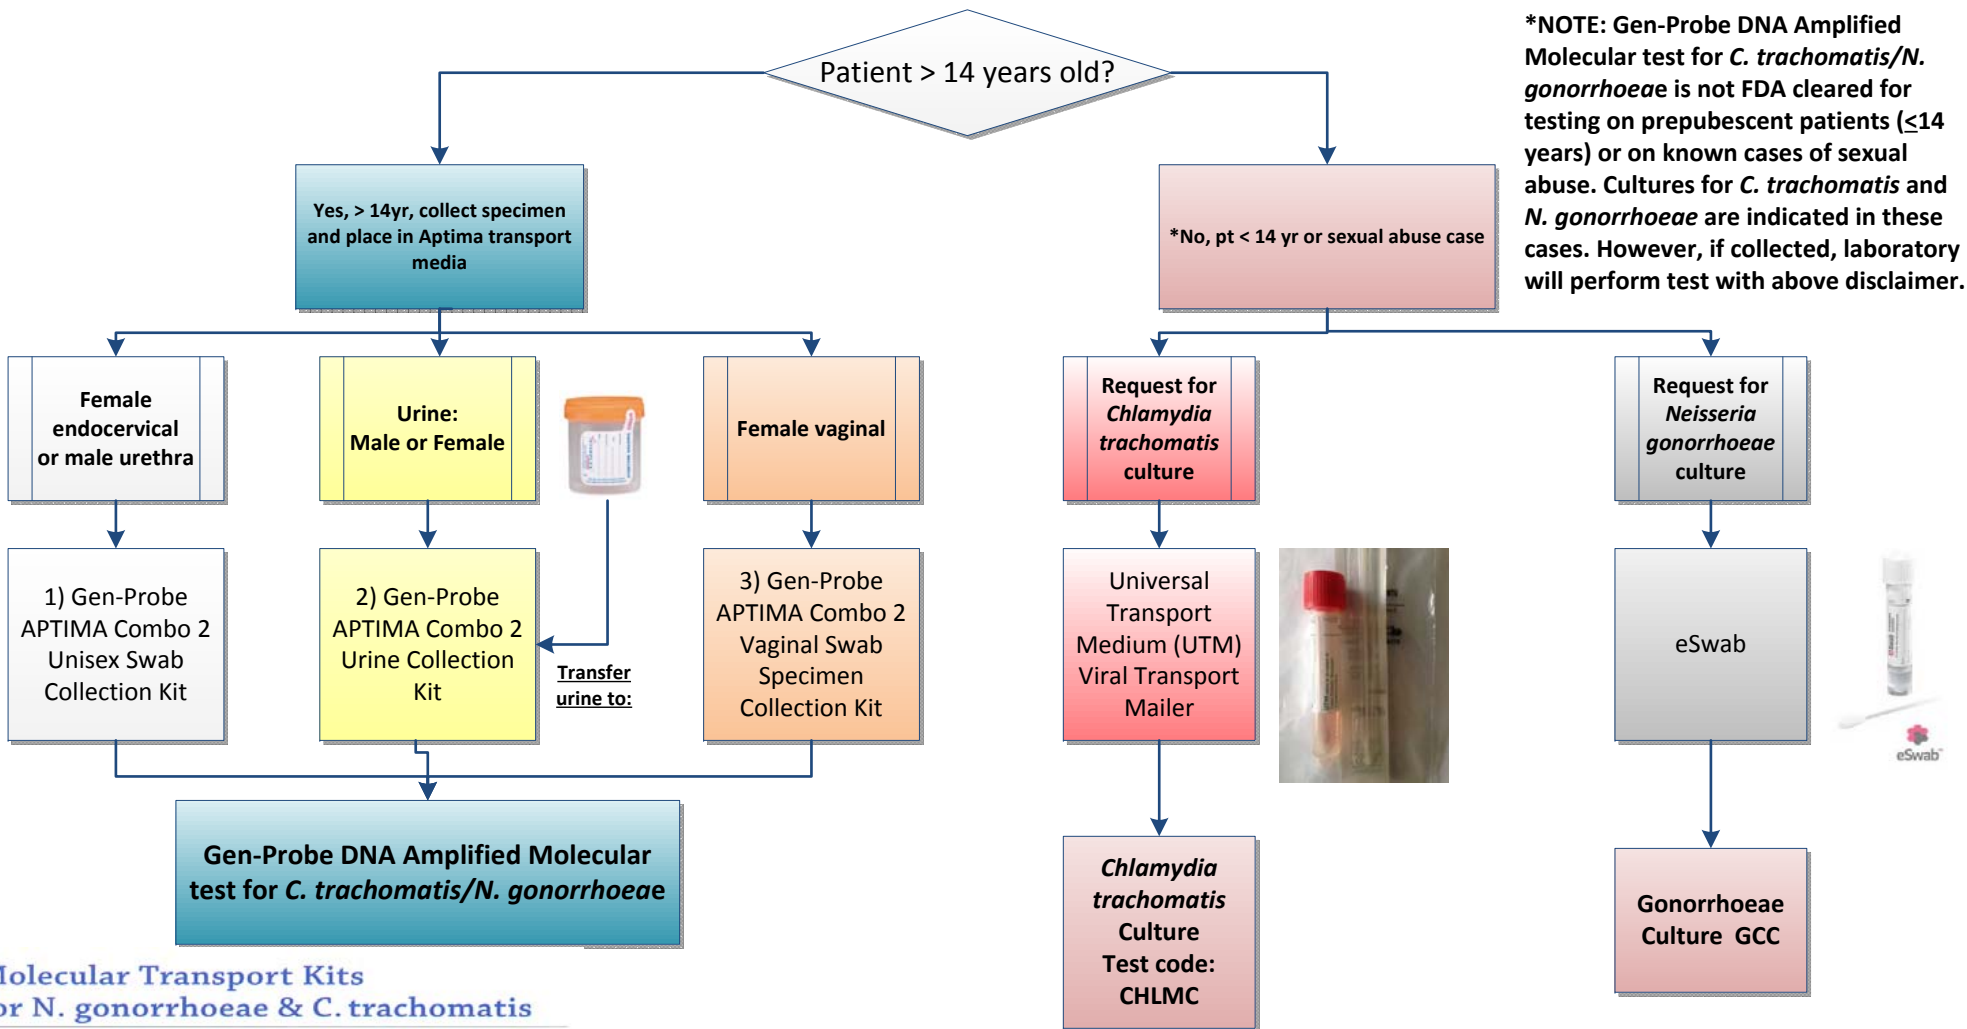 Patient > 14 years old?
*NOTE: Gen-Probe DNA Amplified
Molecular test for C. trachomatis/N.
gonorrhoeae is not FDA cleared for
testing on prepubescent patients (≤14
years) or on known cases of sexual
abuse. Cultures for C. trachomatis and
N. gonorrhoeae are indicated in these
cases. However, if collected, laboratory
will perform test with above disclaimer.
Yes, > 14yr, collect specimen
and place in Aptima transport
media
*No, pt < 14 yr or sexual abuse case
Female
endocervical
or male urethra
Urine:
Male or Female
Female vaginal
Request for
Chlamydia
trachomatis
culture
Request for
Neisseria
gonorrhoeae
culture
1) Gen-Probe
APTIMA Combo 2
Unisex Swab
Collection Kit
2) Gen-Probe
APTIMA Combo 2
Urine Collection
Kit
Transfer
urine to:
3) Gen-Probe
APTIMA Combo 2
Vaginal Swab
Specimen
Collection Kit
Universal
Transport
Medium (UTM)
Viral Transport
Mailer
eSwab
eSwab
Gen-Probe DNA Amplified Molecular
test for C. trachomatis/N. gonorrhoeae
Chlamydia
trachomatis
Culture
Test code:
CHLMC
Gonorrhoeae
Culture GCC
Molecular Transport Kits
or N. gonorrhoeae & C. trachomatis